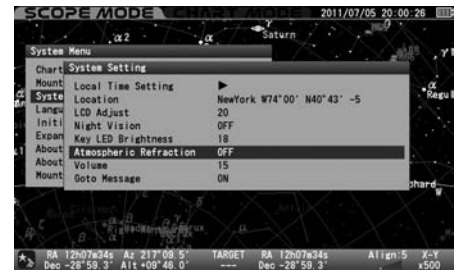 SCOPE MODE CHART MODE 2011/07/05 20:00:26
α2 α Saturn
System Menu
System Setting
Chart
Mount
Syste
Langu
Initi
Expan
About
About
Mount
Local Time Setting ▶
Location NewYork W74°00' N40°43' -5
LCD Adjust 20
Night Vision OFF
Key LED Brightness 18
Atmospheric Refraction OFF
Volume 15
Goto Message ON
γ
α
Regu
phard
RA 12h07m34s Az 217°09.5' TARGET RA 12h07m34s Align:5 X-Y
Dec -28°59.3' Alt +09°46.0' --- Dec -28°59.3' x500